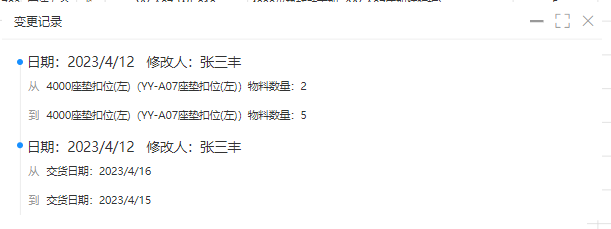 变更记录
日期：2023/4/12 修改人：张三丰
从 4000座垫扣位(左)（YY-A07座垫扣位(左)）物料数量：2
到 4000座垫扣位(左)（YY-A07座垫扣位(左)）物料数量：5
日期：2023/4/12 修改人：张三丰
从 交货日期：2023/4/16
到 交货日期：2023/4/15